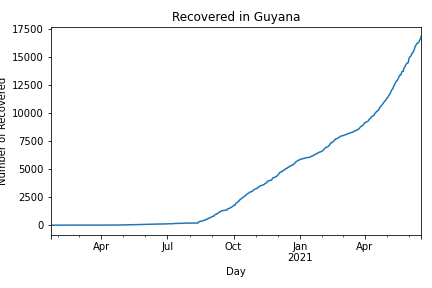 Recovered in Guyana
17500
15000
12500
10000
7500
5000
2500
0
Number of Recovered
Apr
Jul
Oct
Jan
2021
Apr
Day